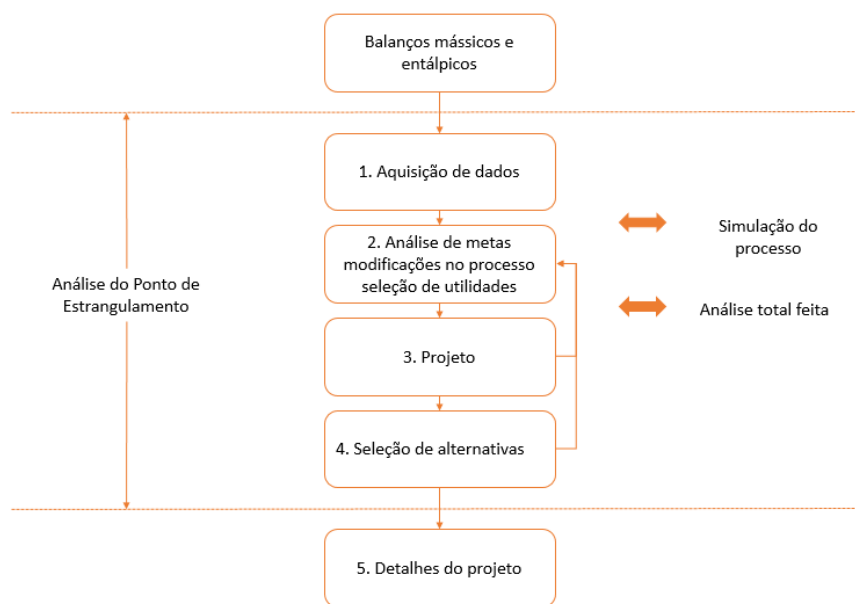 Balanços mássicos e
entálpicos
1. Aquisição de dados
2. Análise de metas
modificações no processo
seleção de utilidades
Simulação do
processo
Análise do Ponto de
Estrangulamento
Análise total feita
3. Projeto
4. Seleção de alternativas
5. Detalhes do projeto